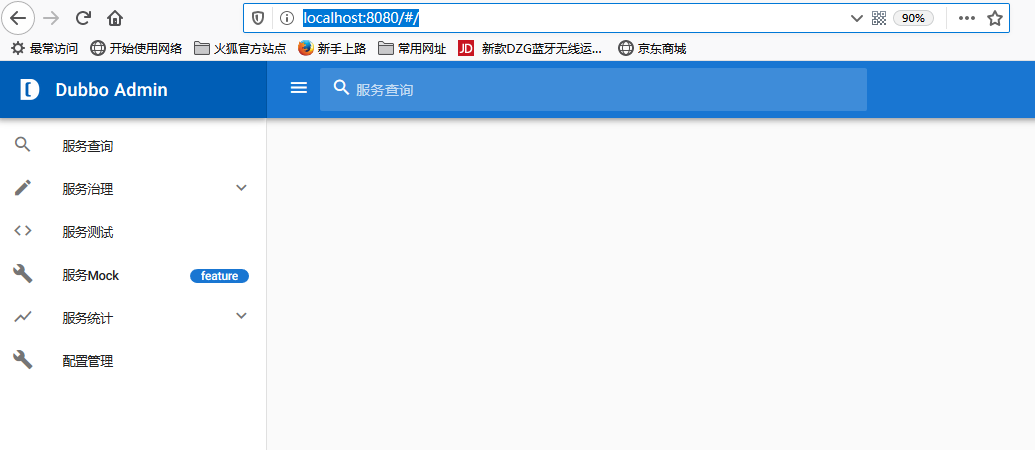 localhost:8080/#/
90%
最常访问 开始使用网络 火狐官方站点 新手上路 常用网址 JD 新款DZG蓝牙无线运... 京东商城
Dubbo Admin 服务查询
服务查询
服务治理
服务测试
服务Mock feature
服务统计
配置管理